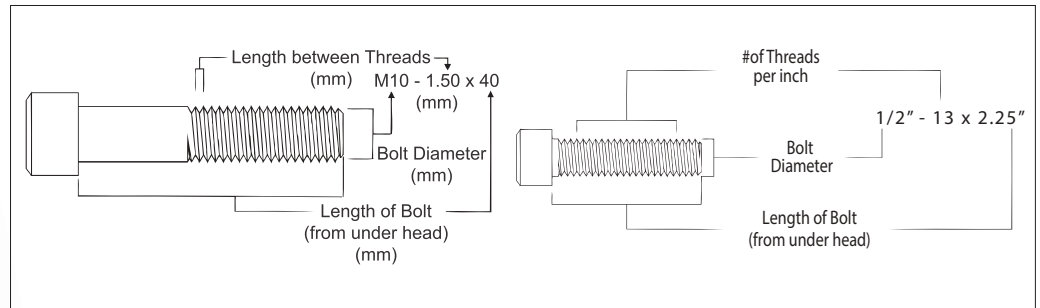 Length between Threads
(mm)
M10 - 1.50 x 40
(mm)
Bolt Diameter
(mm)
Length of Bolt
(from under head)
(mm)
#of Threads
per inch
1/2" - 13 x 2.25"
Bolt
Diameter
Length of Bolt
(from under head)